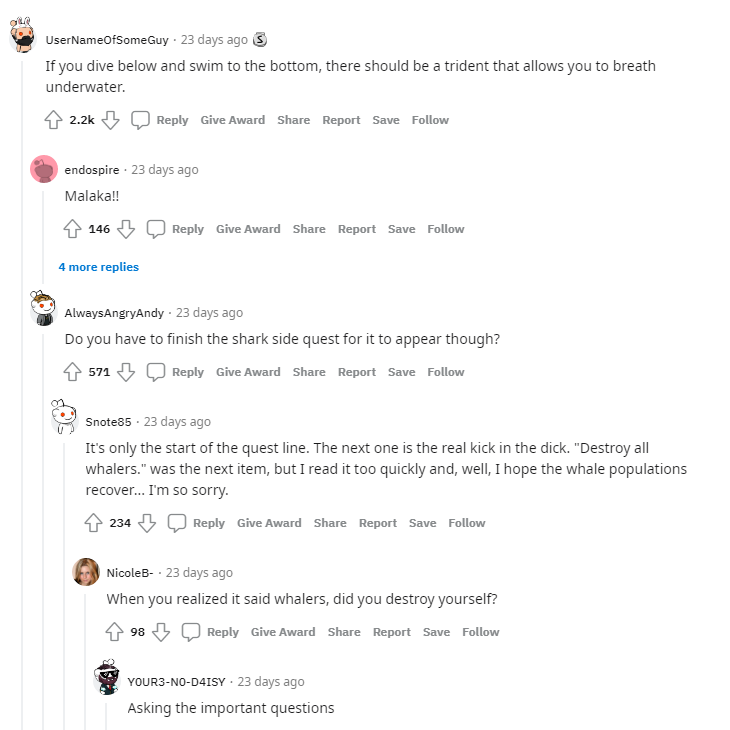 UserNameOfSomeGuy · 23 days ago S
If you dive below and swim to the bottom, there should be a trident that allows you to breath
underwater.
2.2k Reply Give Award Share Report Save Follow
endospire · 23 days ago
Malaka!!
146 Reply Give Award Share Report Save Follow
4 more replies
AlwaysAngryAndy · 23 days ago
Do you have to finish the shark side quest for it to appear though?
571 Reply Give Award Share Report Save Follow
Snote85 · 23 days ago
It's only the start of the quest line. The next one is the real kick in the dick. "Destroy all
whalers." was the next item, but I read it too quickly and, well, I hope the whale populations
recover... I'm so sorry.
234 Reply Give Award Share Report Save Follow
NicoleB- · 23 days ago
When you realized it said whalers, did you destroy yourself?
98 Reply Give Award Share Report Save Follow
Y0UR3-N0-D4ISY · 23 days ago
Asking the important questions